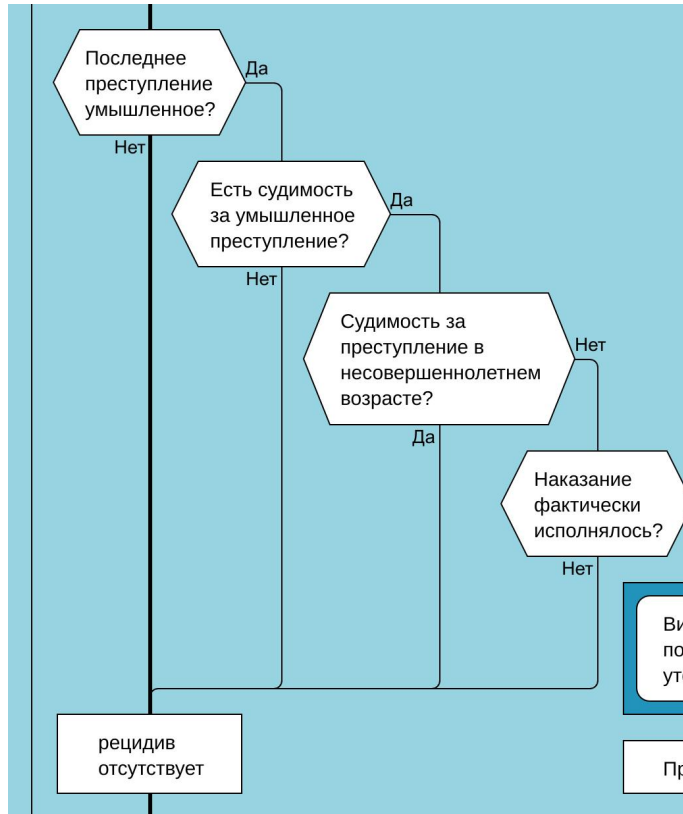 Последнее
преступление
умышленное?
Да
Нет
Есть судимость
за умышленное
преступление?
Да
Нет
Судимость за
преступление в
несовершеннолетнем
возрасте?
Нет
Да
Наказание
фактически
исполнялось?
Нет
рецидив
отсутствует